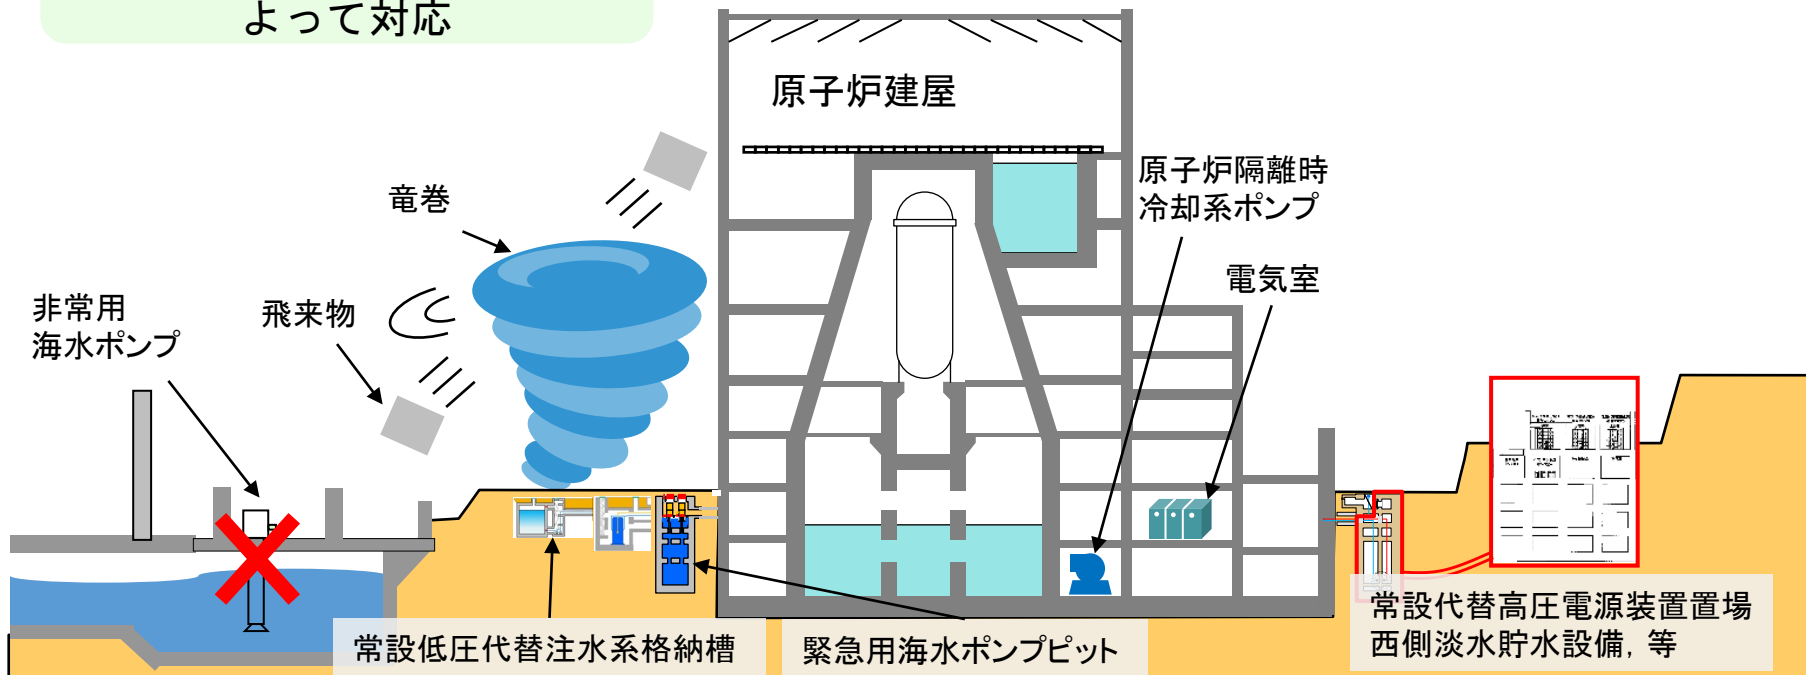 よって対応
原子炉建屋
竜巻
原子炉隔離時
冷却系ポンプ
電気室
非常用
海水ポンプ
飛来物
常設低圧代替注水系格納槽
緊急用海水ポンプピット
常設代替高圧電源装置置場
西側淡水貯水設備, 等